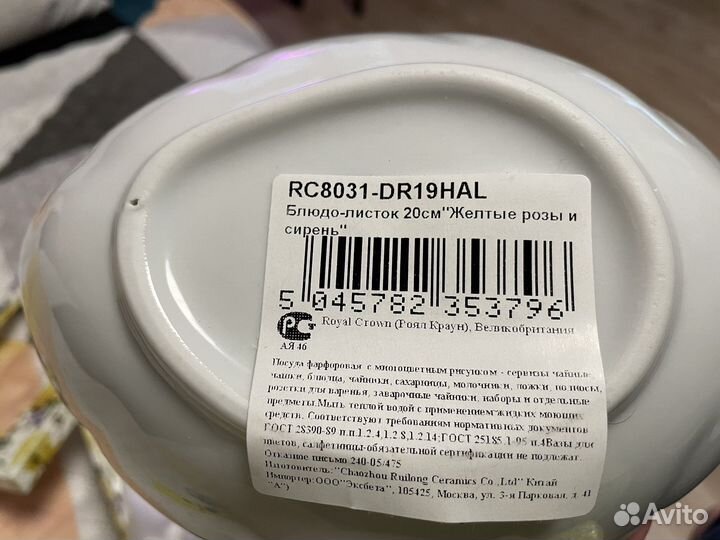 RC8031-DR19HAL
Блюдо-листок 20см"Желтые розы и
сирень"
5 045782 353796
Royal Crown (Роял Краун), Великобритания
РС
АЯ 46
Посуда фарфоровая с многоцветным рисунком - сервизы чайные,
чашки, блюдца, чайники, сахарницы, молочники, ложки, подносы,
розетки для варенья, заварочные чайники, наборы и отдельные
предметы.Мыть теплой водой с применением жидких моющих
средств. Соответствуют требованиям нормативных документов
ГОСТ 28390-89 п.п.1.2.4,1.2.8,1.2.14;ГОСТ 25185.1-95 п.4Вазы для
цветов, салфетницы-обязательной сертификации не подлежат.
Отказное письмо 240-05/475
Изготовитель:"Chaozhou Ruilong Ceramics Co.,Ltd" Китай
Импортер:ООО"Эксбета", 105425, Москва, ул. 3-я Парковая, д. 41
"А")
Avito